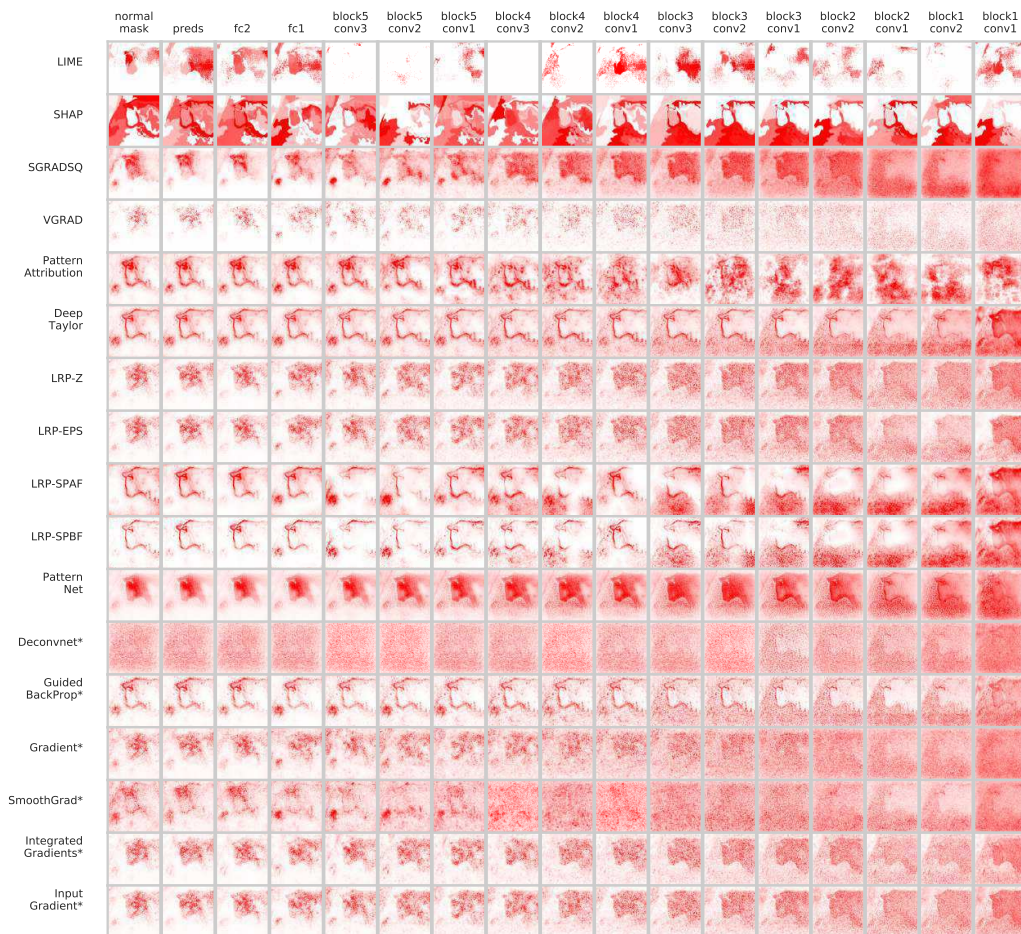 normal mask
preds
fc2
fc1
block5 conv3
block5 conv2
block5 conv1
block4 conv3
block4 conv2
block4 conv1
block3 conv3
block3 conv2
block3 conv1
block2 conv2
block2 conv1
block1 conv2
block1 conv1
LIME
SHAP
SGRADSQ
VGRAD
Pattern
Attribution
Deep
Taylor
LRP-Z
LRP-EPS
LRP-SPAF
LRP-SPBF
Pattern
Net
Deconvnet*
Guided
BackProp*
Gradient*
SmoothGrad*
Integrated
Gradients*
Input
Gradient*